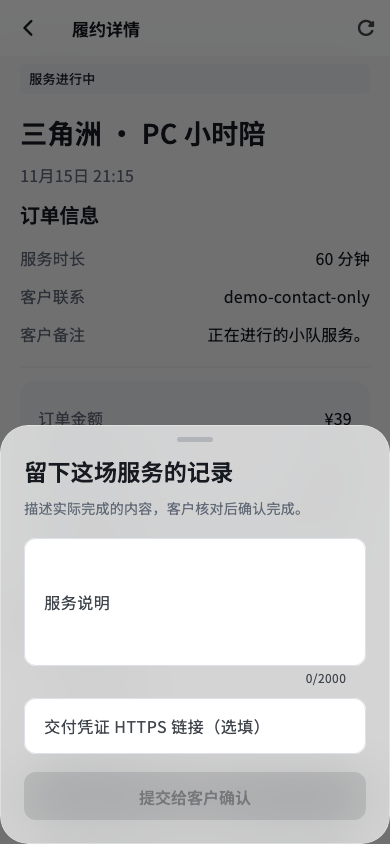 履约详情
服务进行中
三角洲 · PC 小时陪
11月15日 21:15
订单信息
服务时长 60 分钟
客户联系 demo-contact-only
客户备注 正在进行的小队服务。
订单金额 ¥39
留下这场服务的记录
描述实际完成的内容，客户核对后确认完成。
服务说明
0/2000
交付凭证 HTTPS 链接（选填）
提交给客户确认